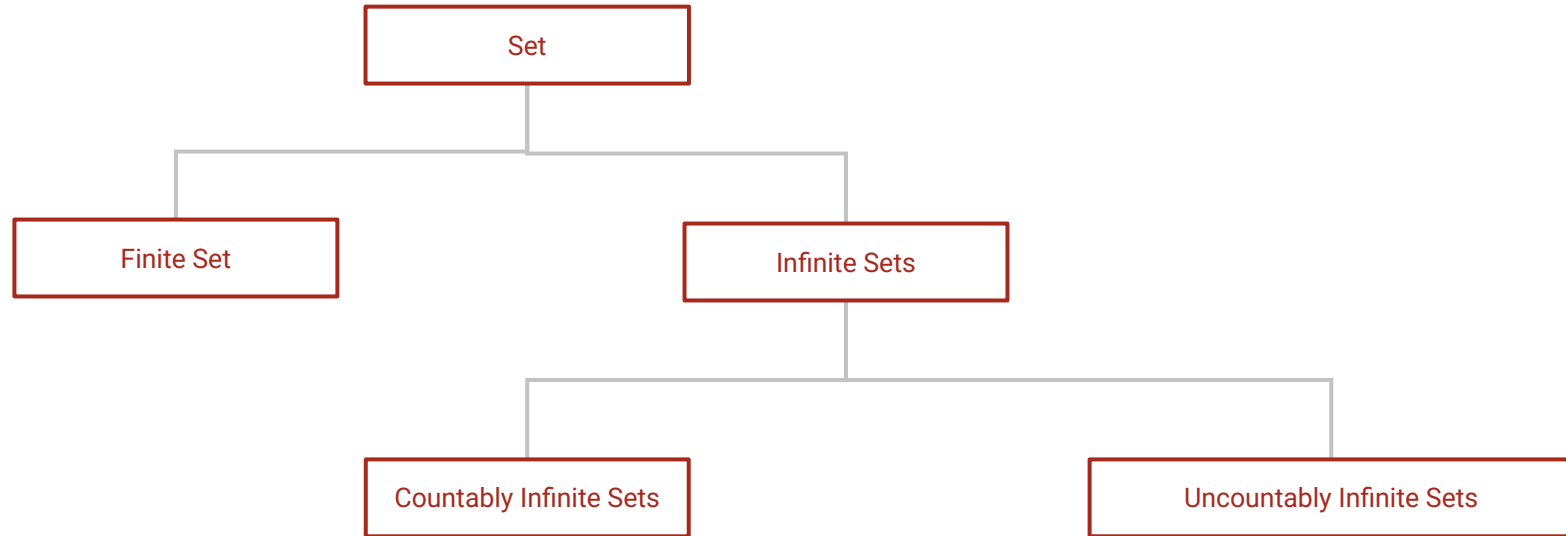 Set
Finite Set
Infinite Sets
Countably Infinite Sets
Uncountably Infinite Sets